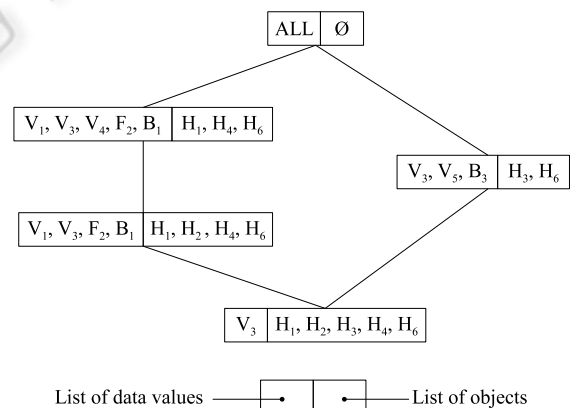 ALL Ø
V₁, V₃, V₄, F₂, B₁ H₁, H₄, H₆
V₃, V₅, B₃ H₃, H₆
V₁, V₃, F₂, B₁ H₁, H₂ , H₄, H₆
V₃ H₁, H₂, H₃, H₄, H₆
List of data values List of objects